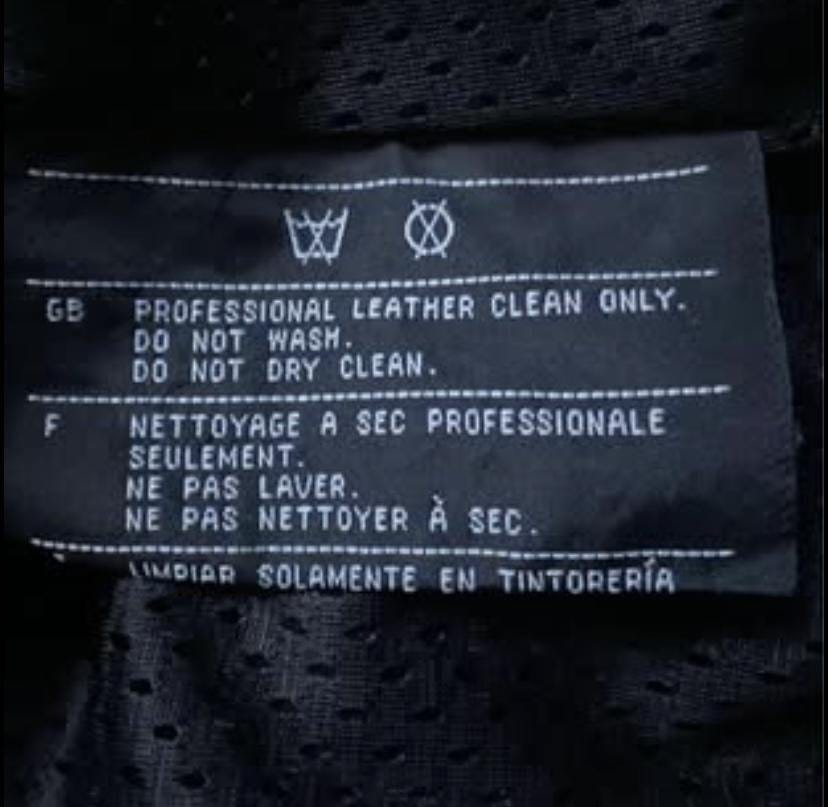 GB PROFESSIONAL LEATHER CLEAN ONLY.
DO NOT WASH.
DO NOT DRY CLEAN.
F NETTOYAGE A SEC PROFESSIONALE
SEULEMENT.
NE PAS LAVER.
NE PAS NETTOYER À SEC.
LIMPIAR SOLAMENTE EN TINTORERÍA